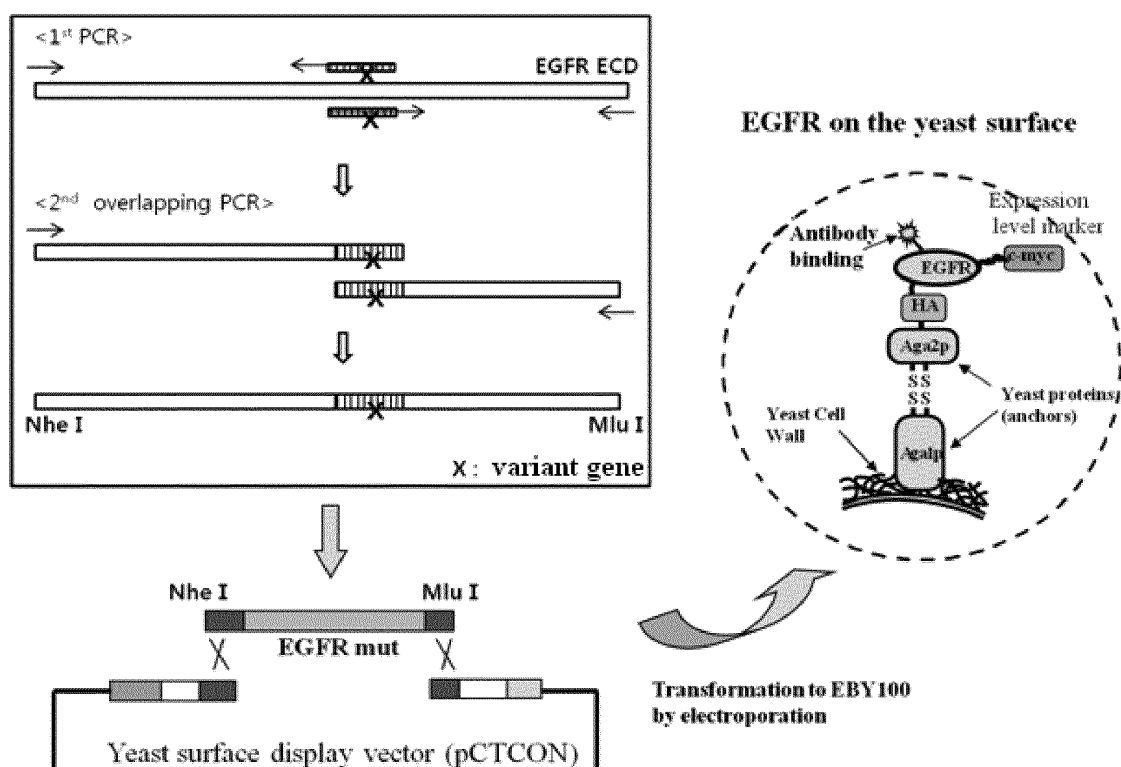 <1st PCR>
EGFR ECD
X
X
<2nd overlapping PCR>
X
X
X
Nhe I
Mlu I
X : variant gene
Nhe I
Mlu I
EGFR mut
Yeast surface display vector (pCTCON)
Transformation to EBY100
by electroporation
EGFR on the yeast surface
Expression
level marker
Antibody
binding
EGFR
c-myc
HA
Aga2p
S S
S S
Yeast proteins
(anchors)
Yeast Cell
Wall
Aga1p